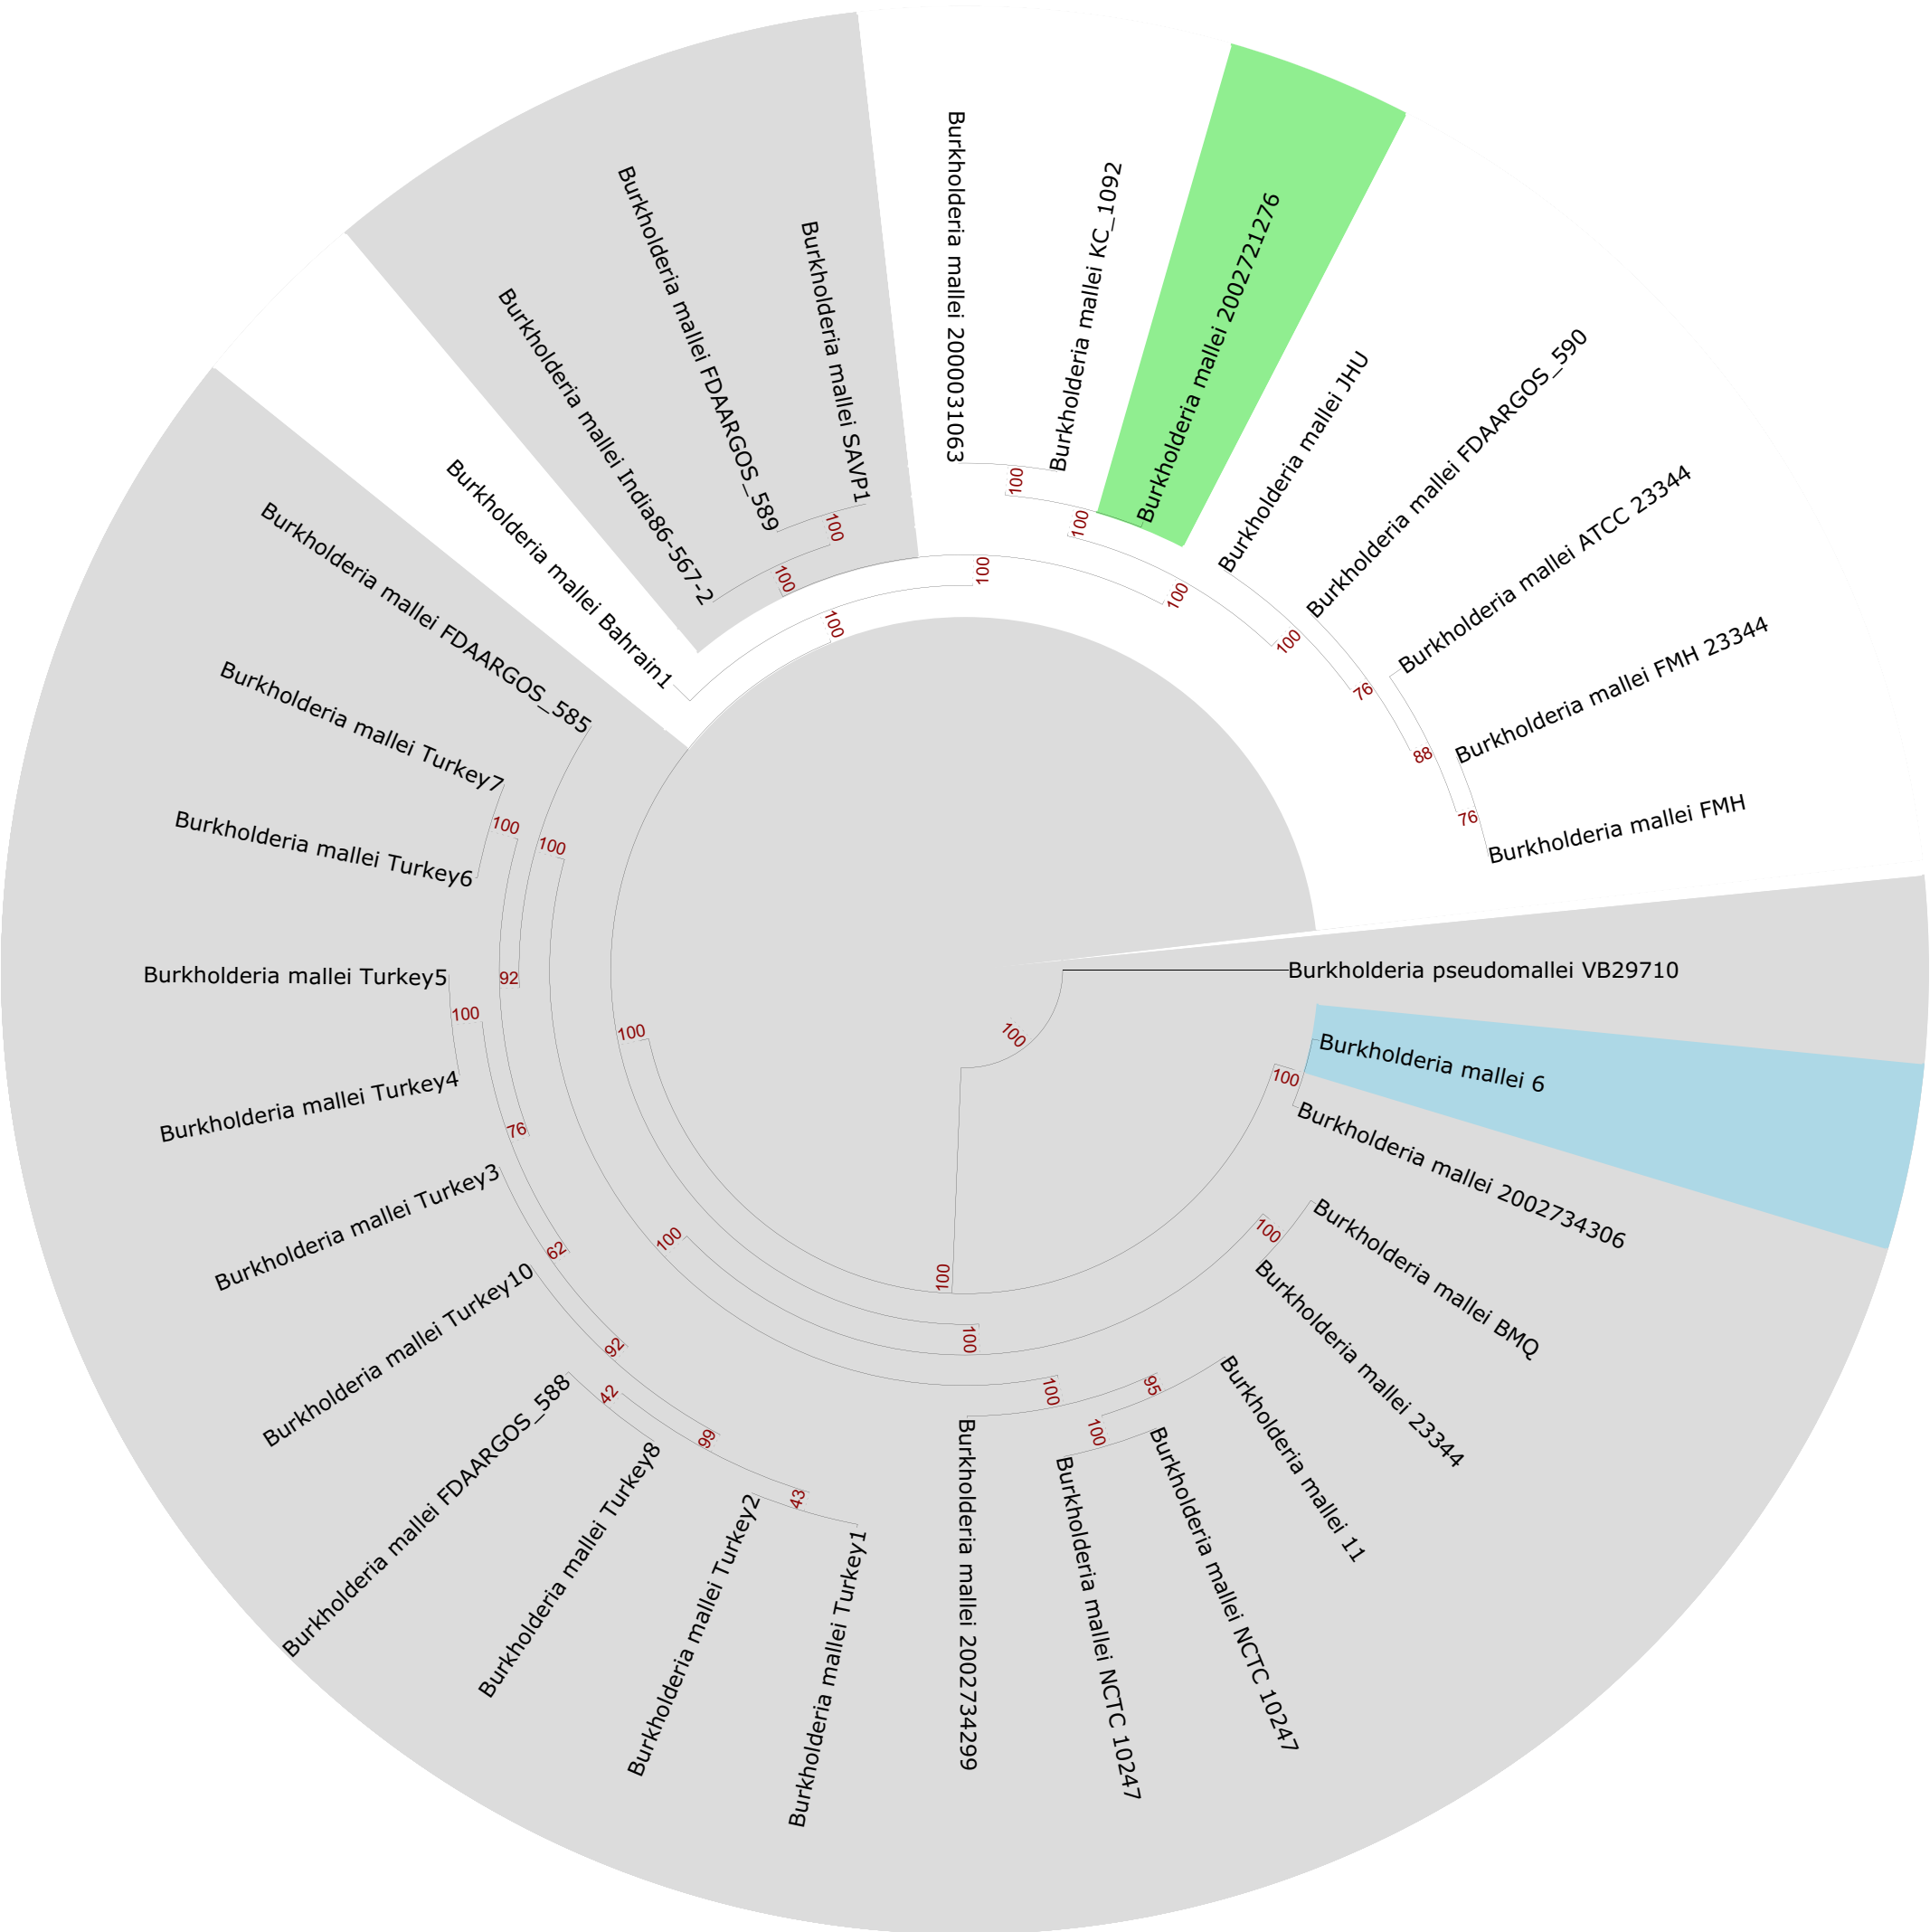 Burkholderia mallei 2000031063
Burkholderia mallei KC_1092
Burkholderia mallei 2002721276
Burkholderia mallei JHU
Burkholderia mallei FDAARGOS_590
Burkholderia mallei ATCC 23344
Burkholderia mallei FMH 23344
Burkholderia mallei FMH
Burkholderia pseudomallei VB29710
Burkholderia mallei 6
Burkholderia mallei 2002734306
Burkholderia mallei BMQ
Burkholderia mallei 23344
Burkholderia mallei 11
Burkholderia mallei NCTC 10247
Burkholderia mallei NCTC 10247
Burkholderia mallei 2002734299
Burkholderia mallei Turkey1
Burkholderia mallei Turkey2
Burkholderia mallei Turkey8
Burkholderia mallei FDAARGOS_588
Burkholderia mallei Turkey10
Burkholderia mallei Turkey3
Burkholderia mallei Turkey4
Burkholderia mallei Turkey5
Burkholderia mallei Turkey6
Burkholderia mallei Turkey7
Burkholderia mallei FDAARGOS_585
Burkholderia mallei Bahrain1
Burkholderia mallei India86-567-2
Burkholderia mallei FDAARGOS_589
Burkholderia mallei SAVP1
100
100
100
100
76
88
76
100
100
100
100
100
100
100
100
95
100
100
100
100
100
100
100
92
100
76
62
92
42
99
43